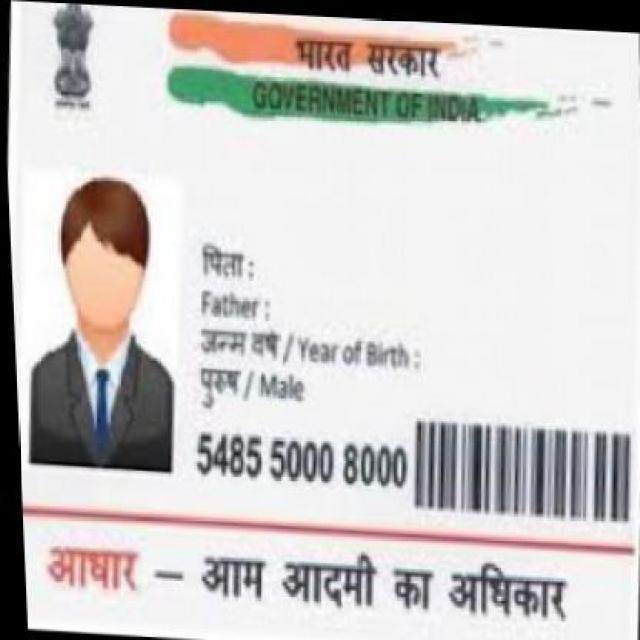 भारत सरकार
GOVERNMENT OF INDIA
पिता :
Father :
जन्म वर्ष / Year of Birth :
पुरुष / Male
5485 5000 8000
आधार – आम आदमी का अधिकार